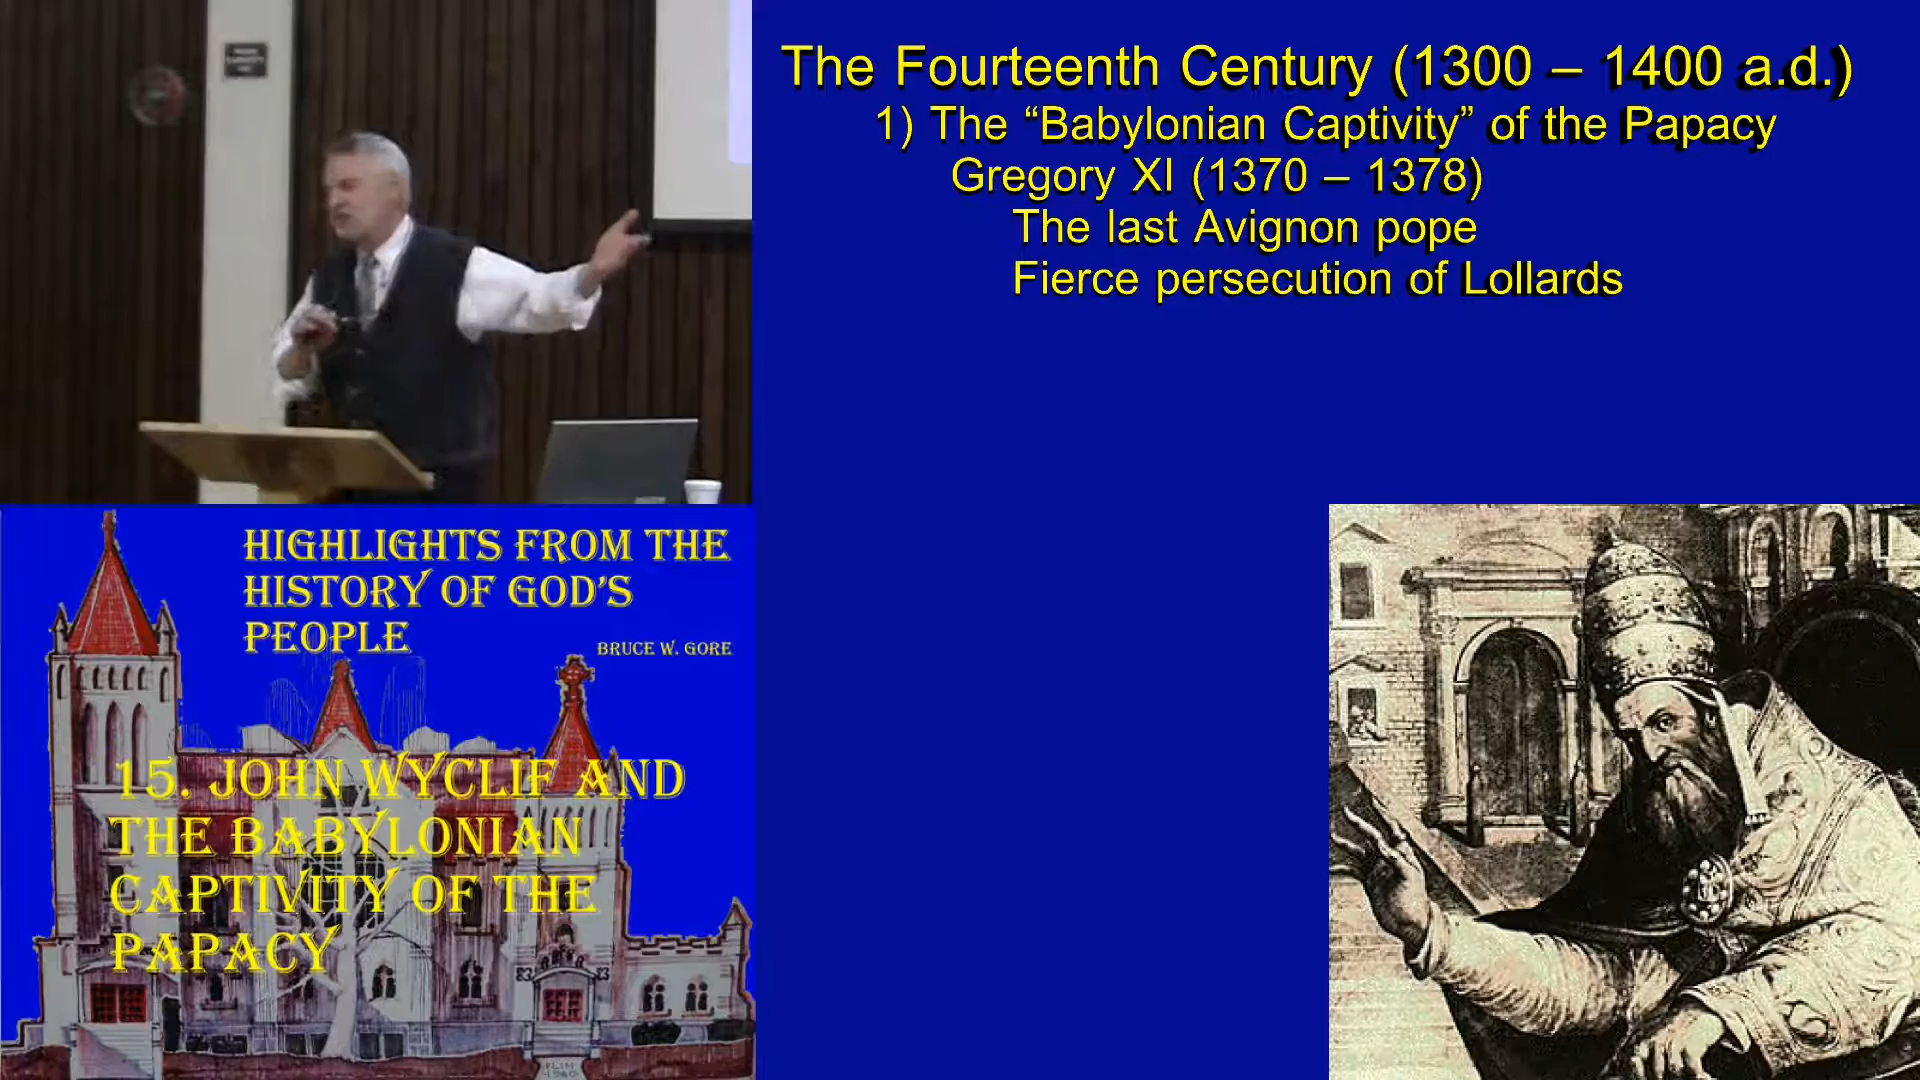 The Fourteenth Century (1300 – 1400 a.d.)
1) The “Babylonian Captivity” of the Papacy
Gregory XI (1370 – 1378)
The last Avignon pope
Fierce persecution of Lollards
HIGHLIGHTS FROM THE
HISTORY OF GOD'S
PEOPLE
BRUCE W. GORE
15. JOHN WYCLIF AND
THE BABYLONIAN
CAPTIVITY OF THE
PAPACY